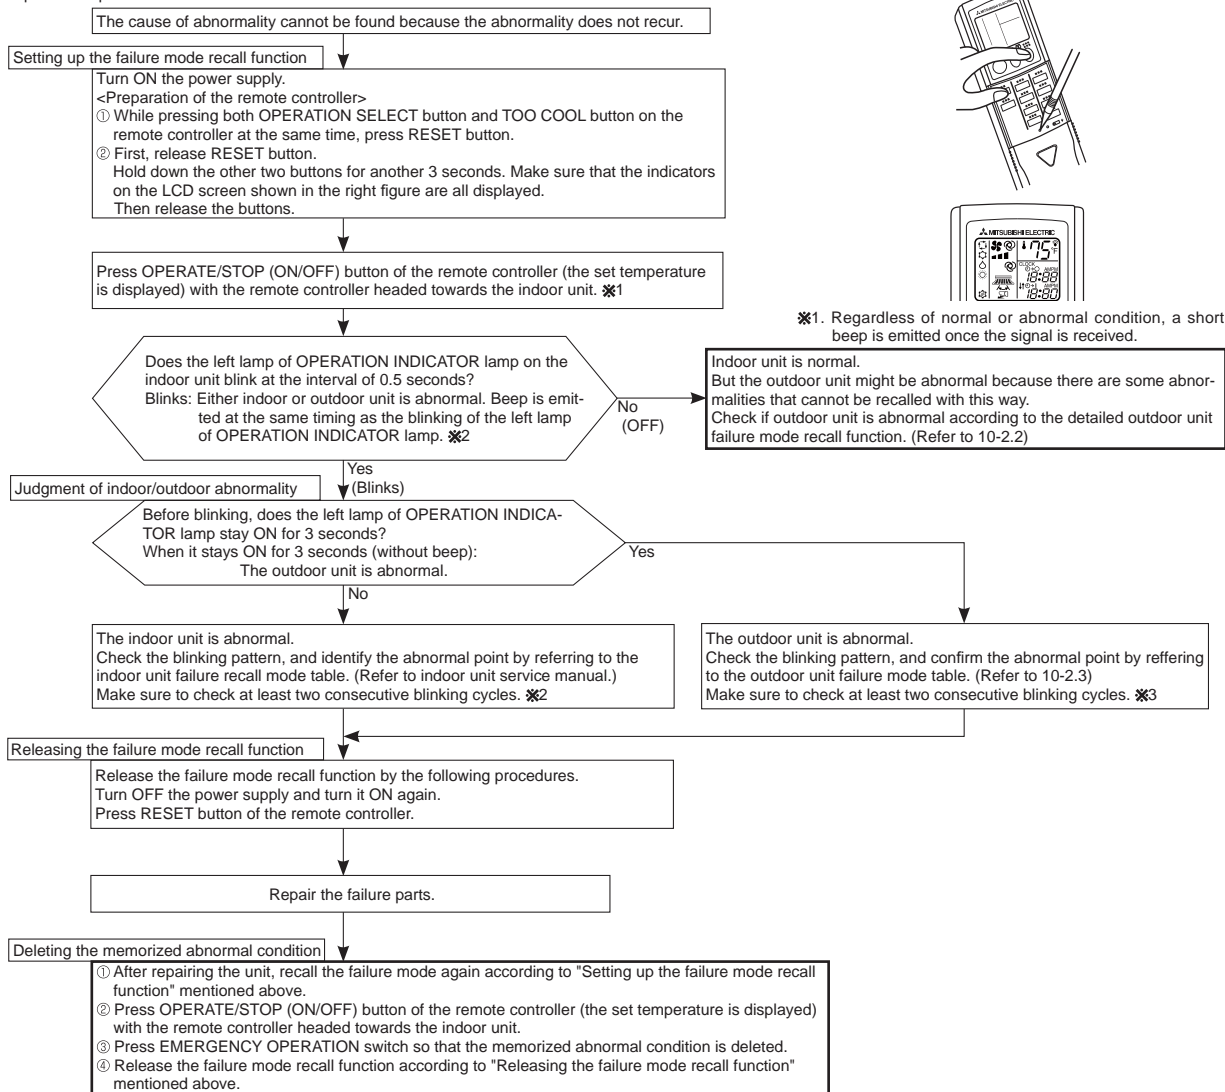 The cause of abnormality cannot be found because the abnormality does not recur.
Setting up the failure mode recall function
Turn ON the power supply.
<Preparation of the remote controller>
① While pressing both OPERATION SELECT button and TOO COOL button on the
remote controller at the same time, press RESET button.
② First, release RESET button.
Hold down the other two buttons for another 3 seconds. Make sure that the indicators
on the LCD screen shown in the right figure are all displayed.
Then release the buttons.
MITSUBISHI ELECTRIC
75°F
CLOCK
AMPM
18:88
AMPM
18:80
Press OPERATE/STOP (ON/OFF) button of the remote controller (the set temperature
is displayed) with the remote controller headed towards the indoor unit. ※1
※1. Regardless of normal or abnormal condition, a short
beep is emitted once the signal is received.
Does the left lamp of OPERATION INDICATOR lamp on the
indoor unit blink at the interval of 0.5 seconds?
Blinks: Either indoor or outdoor unit is abnormal. Beep is emit-
ted at the same timing as the blinking of the left lamp
of OPERATION INDICATOR lamp. ※2
No
(OFF)
Indoor unit is normal.
But the outdoor unit might be abnormal because there are some abnor-
malities that cannot be recalled with this way.
Check if outdoor unit is abnormal according to the detailed outdoor unit
failure mode recall function. (Refer to 10-2.2)
Yes
(Blinks)
Judgment of indoor/outdoor abnormality
Before blinking, does the left lamp of OPERATION INDICA-
TOR lamp stay ON for 3 seconds?
When it stays ON for 3 seconds (without beep):
The outdoor unit is abnormal.
Yes
No
The indoor unit is abnormal.
Check the blinking pattern, and identify the abnormal point by referring to the
indoor unit failure recall mode table. (Refer to indoor unit service manual.)
Make sure to check at least two consecutive blinking cycles. ※2
The outdoor unit is abnormal.
Check the blinking pattern, and confirm the abnormal point by reffering
to the outdoor unit failure mode table. (Refer to 10-2.3)
Make sure to check at least two consecutive blinking cycles. ※3
Releasing the failure mode recall function
Release the failure mode recall function by the following procedures.
Turn OFF the power supply and turn it ON again.
Press RESET button of the remote controller.
Repair the failure parts.
Deleting the memorized abnormal condition
① After repairing the unit, recall the failure mode again according to "Setting up the failure mode recall
function" mentioned above.
② Press OPERATE/STOP (ON/OFF) button of the remote controller (the set temperature is displayed)
with the remote controller headed towards the indoor unit.
③ Press EMERGENCY OPERATION switch so that the memorized abnormal condition is deleted.
④ Release the failure mode recall function according to "Releasing the failure mode recall function"
mentioned above.